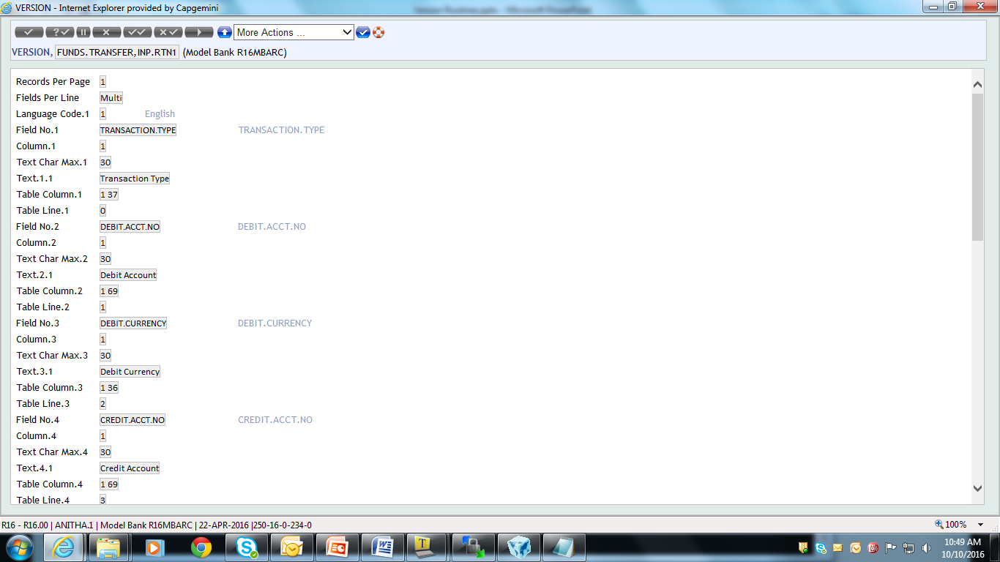 VERSION - Internet Explorer provided by Capgemini
More Actions ...
VERSION, FUNDS.TRANSFER,INP.RTN1 (Model Bank R16MBARC)
Records Per Page 1
Fields Per Line Multi
Language Code.1 1 English
Field No.1 TRANSACTION.TYPE TRANSACTION.TYPE
Column.1 1
Text Char Max.1 30
Text.1.1 Transaction Type
Table Column.1 1 37
Table Line.1 0
Field No.2 DEBIT.ACCT.NO DEBIT.ACCT.NO
Column.2 1
Text Char Max.2 30
Text.2.1 Debit Account
Table Column.2 1 69
Table Line.2 1
Field No.3 DEBIT.CURRENCY DEBIT.CURRENCY
Column.3 1
Text Char Max.3 30
Text.3.1 Debit Currency
Table Column.3 1 36
Table Line.3 2
Field No.4 CREDIT.ACCT.NO CREDIT.ACCT.NO
Column.4 1
Text Char Max.4 30
Text.4.1 Credit Account
Table Column.4 1 69
Table Line.4 3
R16 - R16.00 | ANITHA.1 | Model Bank R16MBARC | 22-APR-2016 |250-16-0-234-0
100%
10:49 AM
10/10/2016